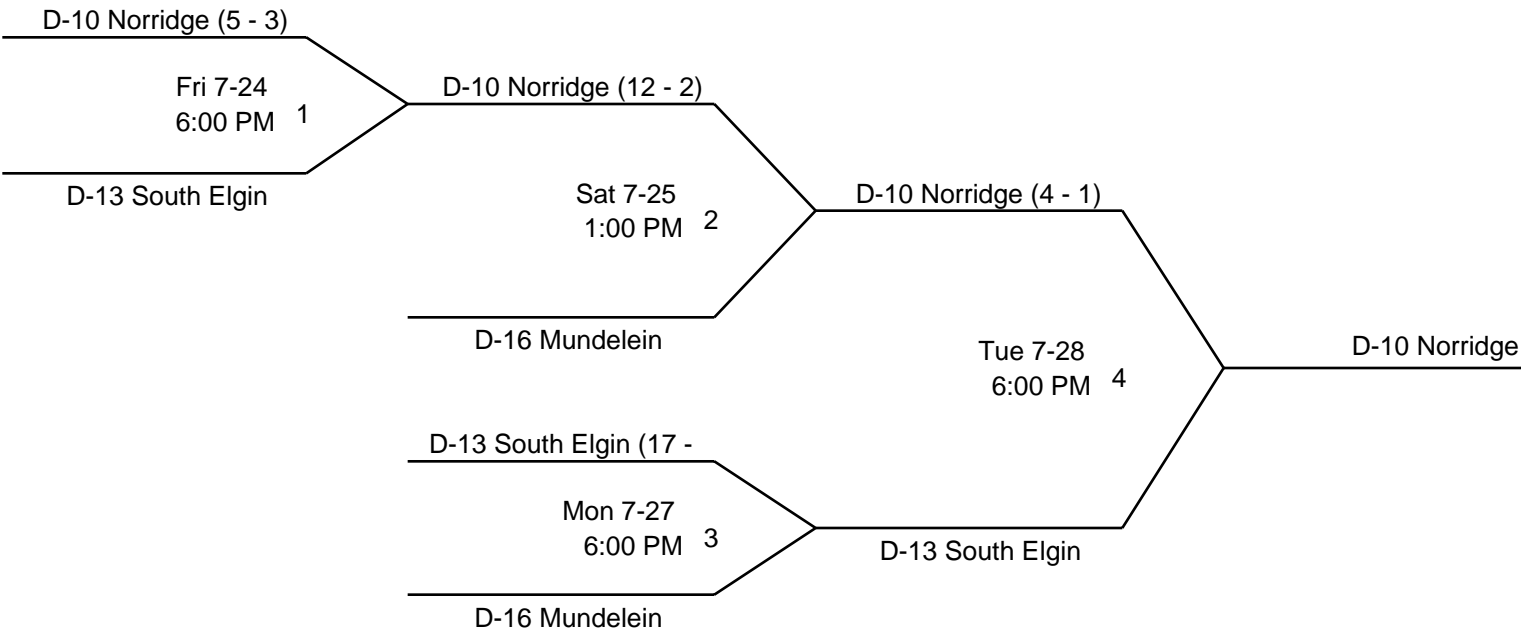 D-10 Norridge (5 - 3)
Fri 7-24
6:00 PM
1
D-13 South Elgin
D-10 Norridge (12 - 2)
Sat 7-25
1:00 PM
2
D-16 Mundelein
D-13 South Elgin (17 -
Mon 7-27
6:00 PM
3
D-16 Mundelein
D-10 Norridge (4 - 1)
Tue 7-28
6:00 PM
4
D-13 South Elgin
D-10 Norridge